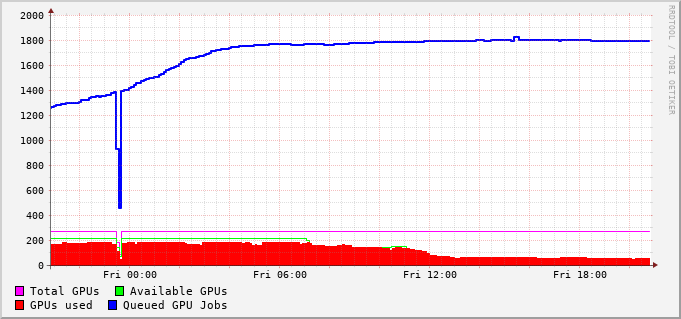 2000
1800
1600
1400
1200
1000
800
600
400
200
0
Fri 00:00 Fri 06:00 Fri 12:00 Fri 18:00
Total GPUs Available GPUs
GPUs used Queued GPU Jobs
RRDTOOL / TOBI OETIKER